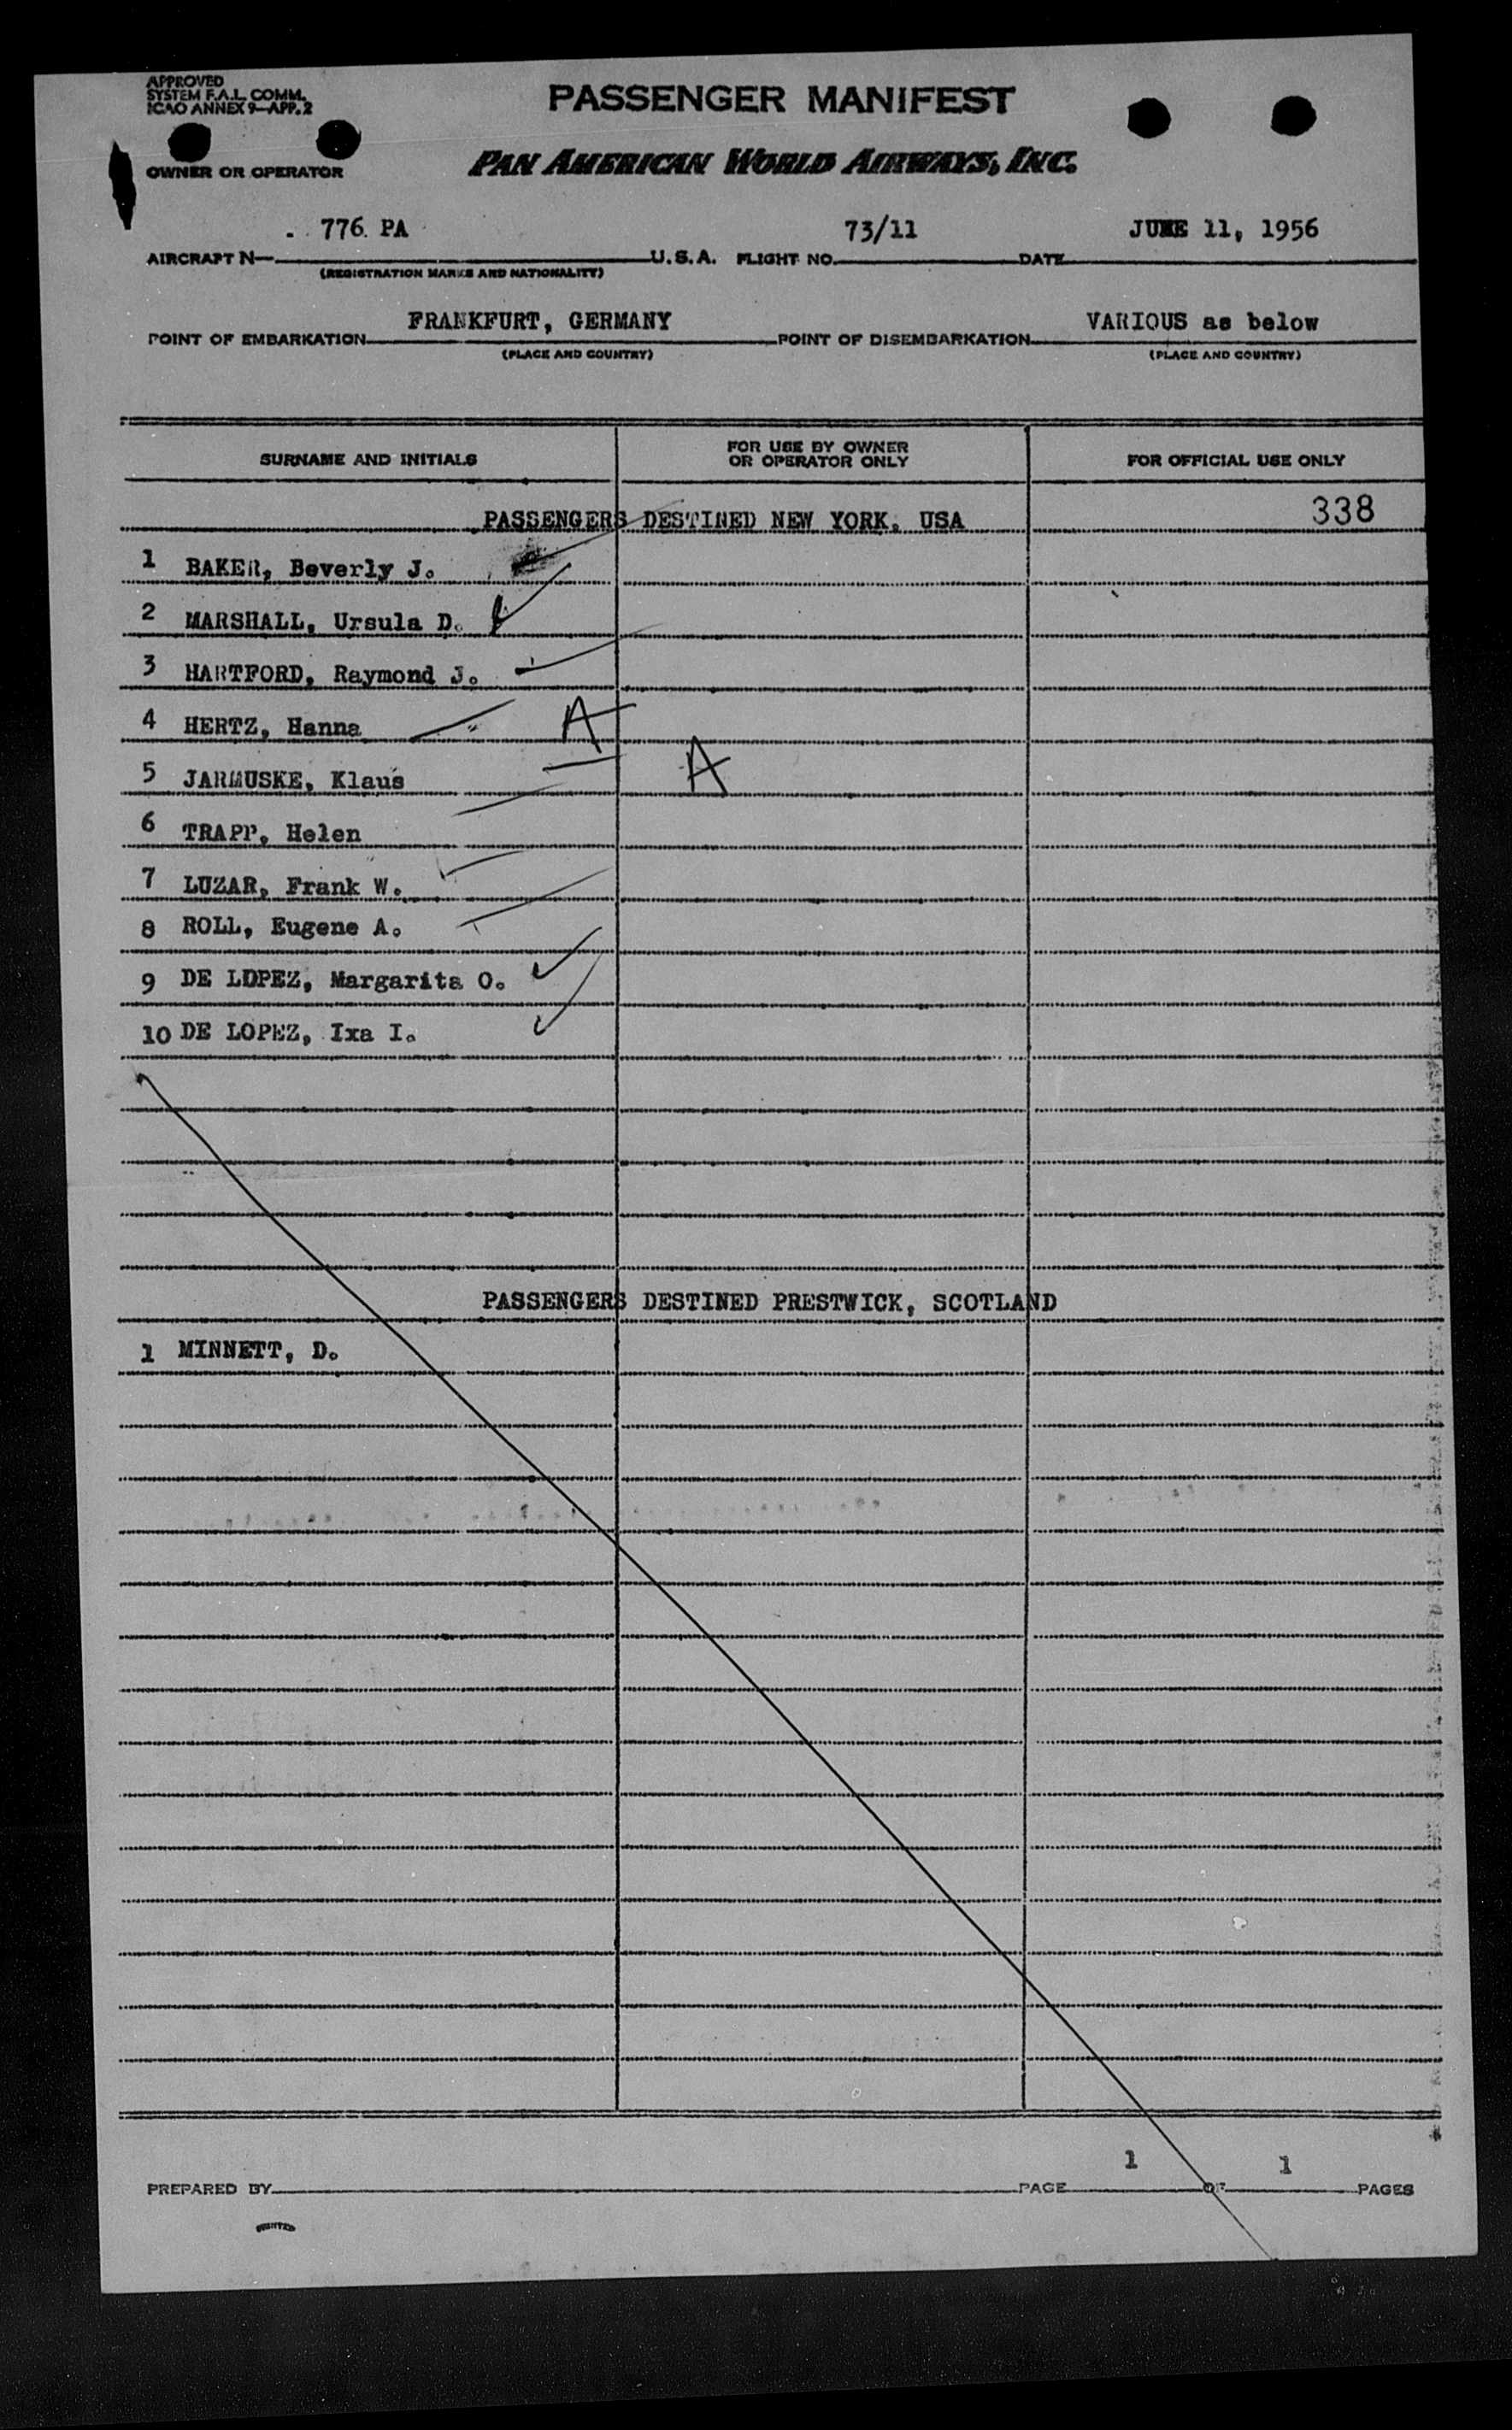 APPROVED
SYSTEM F.A.L. COMM.
ICAO ANNEX 9-APP. 2
PASSENGER MANIFEST
OWNER OR OPERATOR
PAN AMERICAN WORLD AIRWAYS, INC.
776 PA 73/11 JUNE 11, 1956
AIRCRAFT N- U.S.A. FLIGHT NO. DATE
(REGISTRATION MARKS AND NATIONALITY)
FRANKFURT, GERMANY VARIOUS as below
POINT OF EMBARKATION POINT OF DISEMBARKATION
(PLACE AND COUNTRY) (PLACE AND COUNTRY)
SURNAME AND INITIALS FOR USE BY OWNER OR OPERATOR ONLY FOR OFFICIAL USE ONLY
PASSENGERS DESTINED NEW YORK, USA 338
1 BAKER, Beverly J.
2 MARSHALL, Ursula D.
3 HARTFORD, Raymond J.
4 HERTZ, Hanna A
5 JARMUSKE, Klaus A
6 TRAPP, Helen
7 LUZAR, Frank W.
8 ROLL, Eugene A.
9 DE LOPEZ, Margarita O.
10 DE LOPEZ, Ixa I.
PASSENGERS DESTINED PRESTWICK, SCOTLAND
1 MINNETT, D.
PREPARED BY PAGE 1 OF 1 PAGES